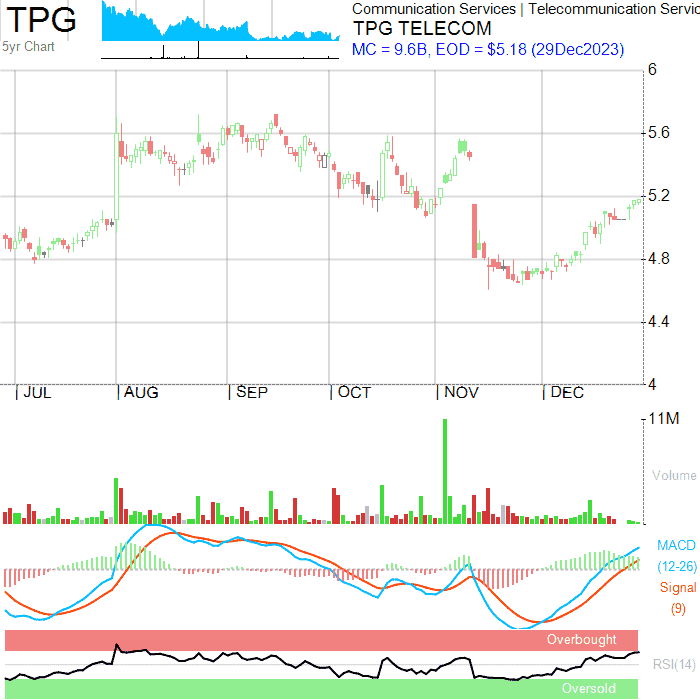 TPG
5yr Chart
Communication Services | Telecommunication Servic
TPG TELECOM
MC = 9.6B, EOD = $5.18 (29Dec2023)
6
5.6
5.2
4.8
4.4
4
| JUL | AUG | SEP | OCT | NOV | DEC
11M
Volume
MACD
(12-26)
Signal
(9)
Overbought
RSI(14)
Oversold